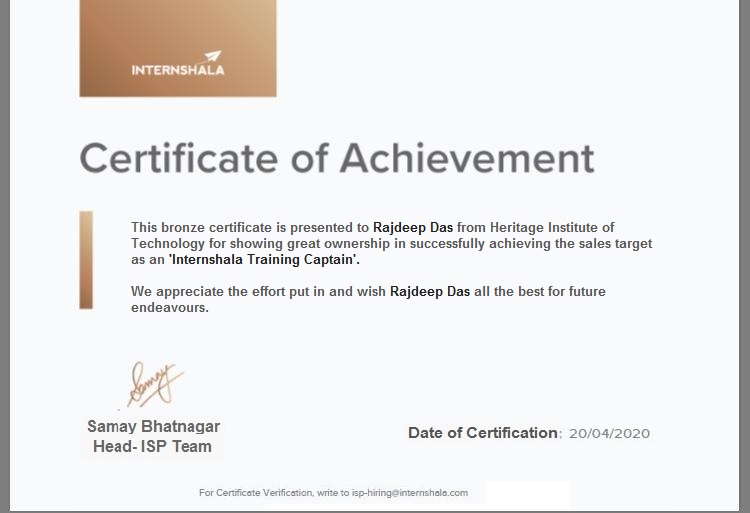 INTERNSHALA
Certificate of Achievement
This bronze certificate is presented to Rajdeep Das from Heritage Institute of
Technology for showing great ownership in successfully achieving the sales target
as an 'Internshala Training Captain'.
We appreciate the effort put in and wish Rajdeep Das all the best for future
endeavours.
Samay
Samay Bhatnagar
Head- ISP Team
Date of Certification: 20/04/2020
For Certificate Verification, write to isp-hiring@internshala.com